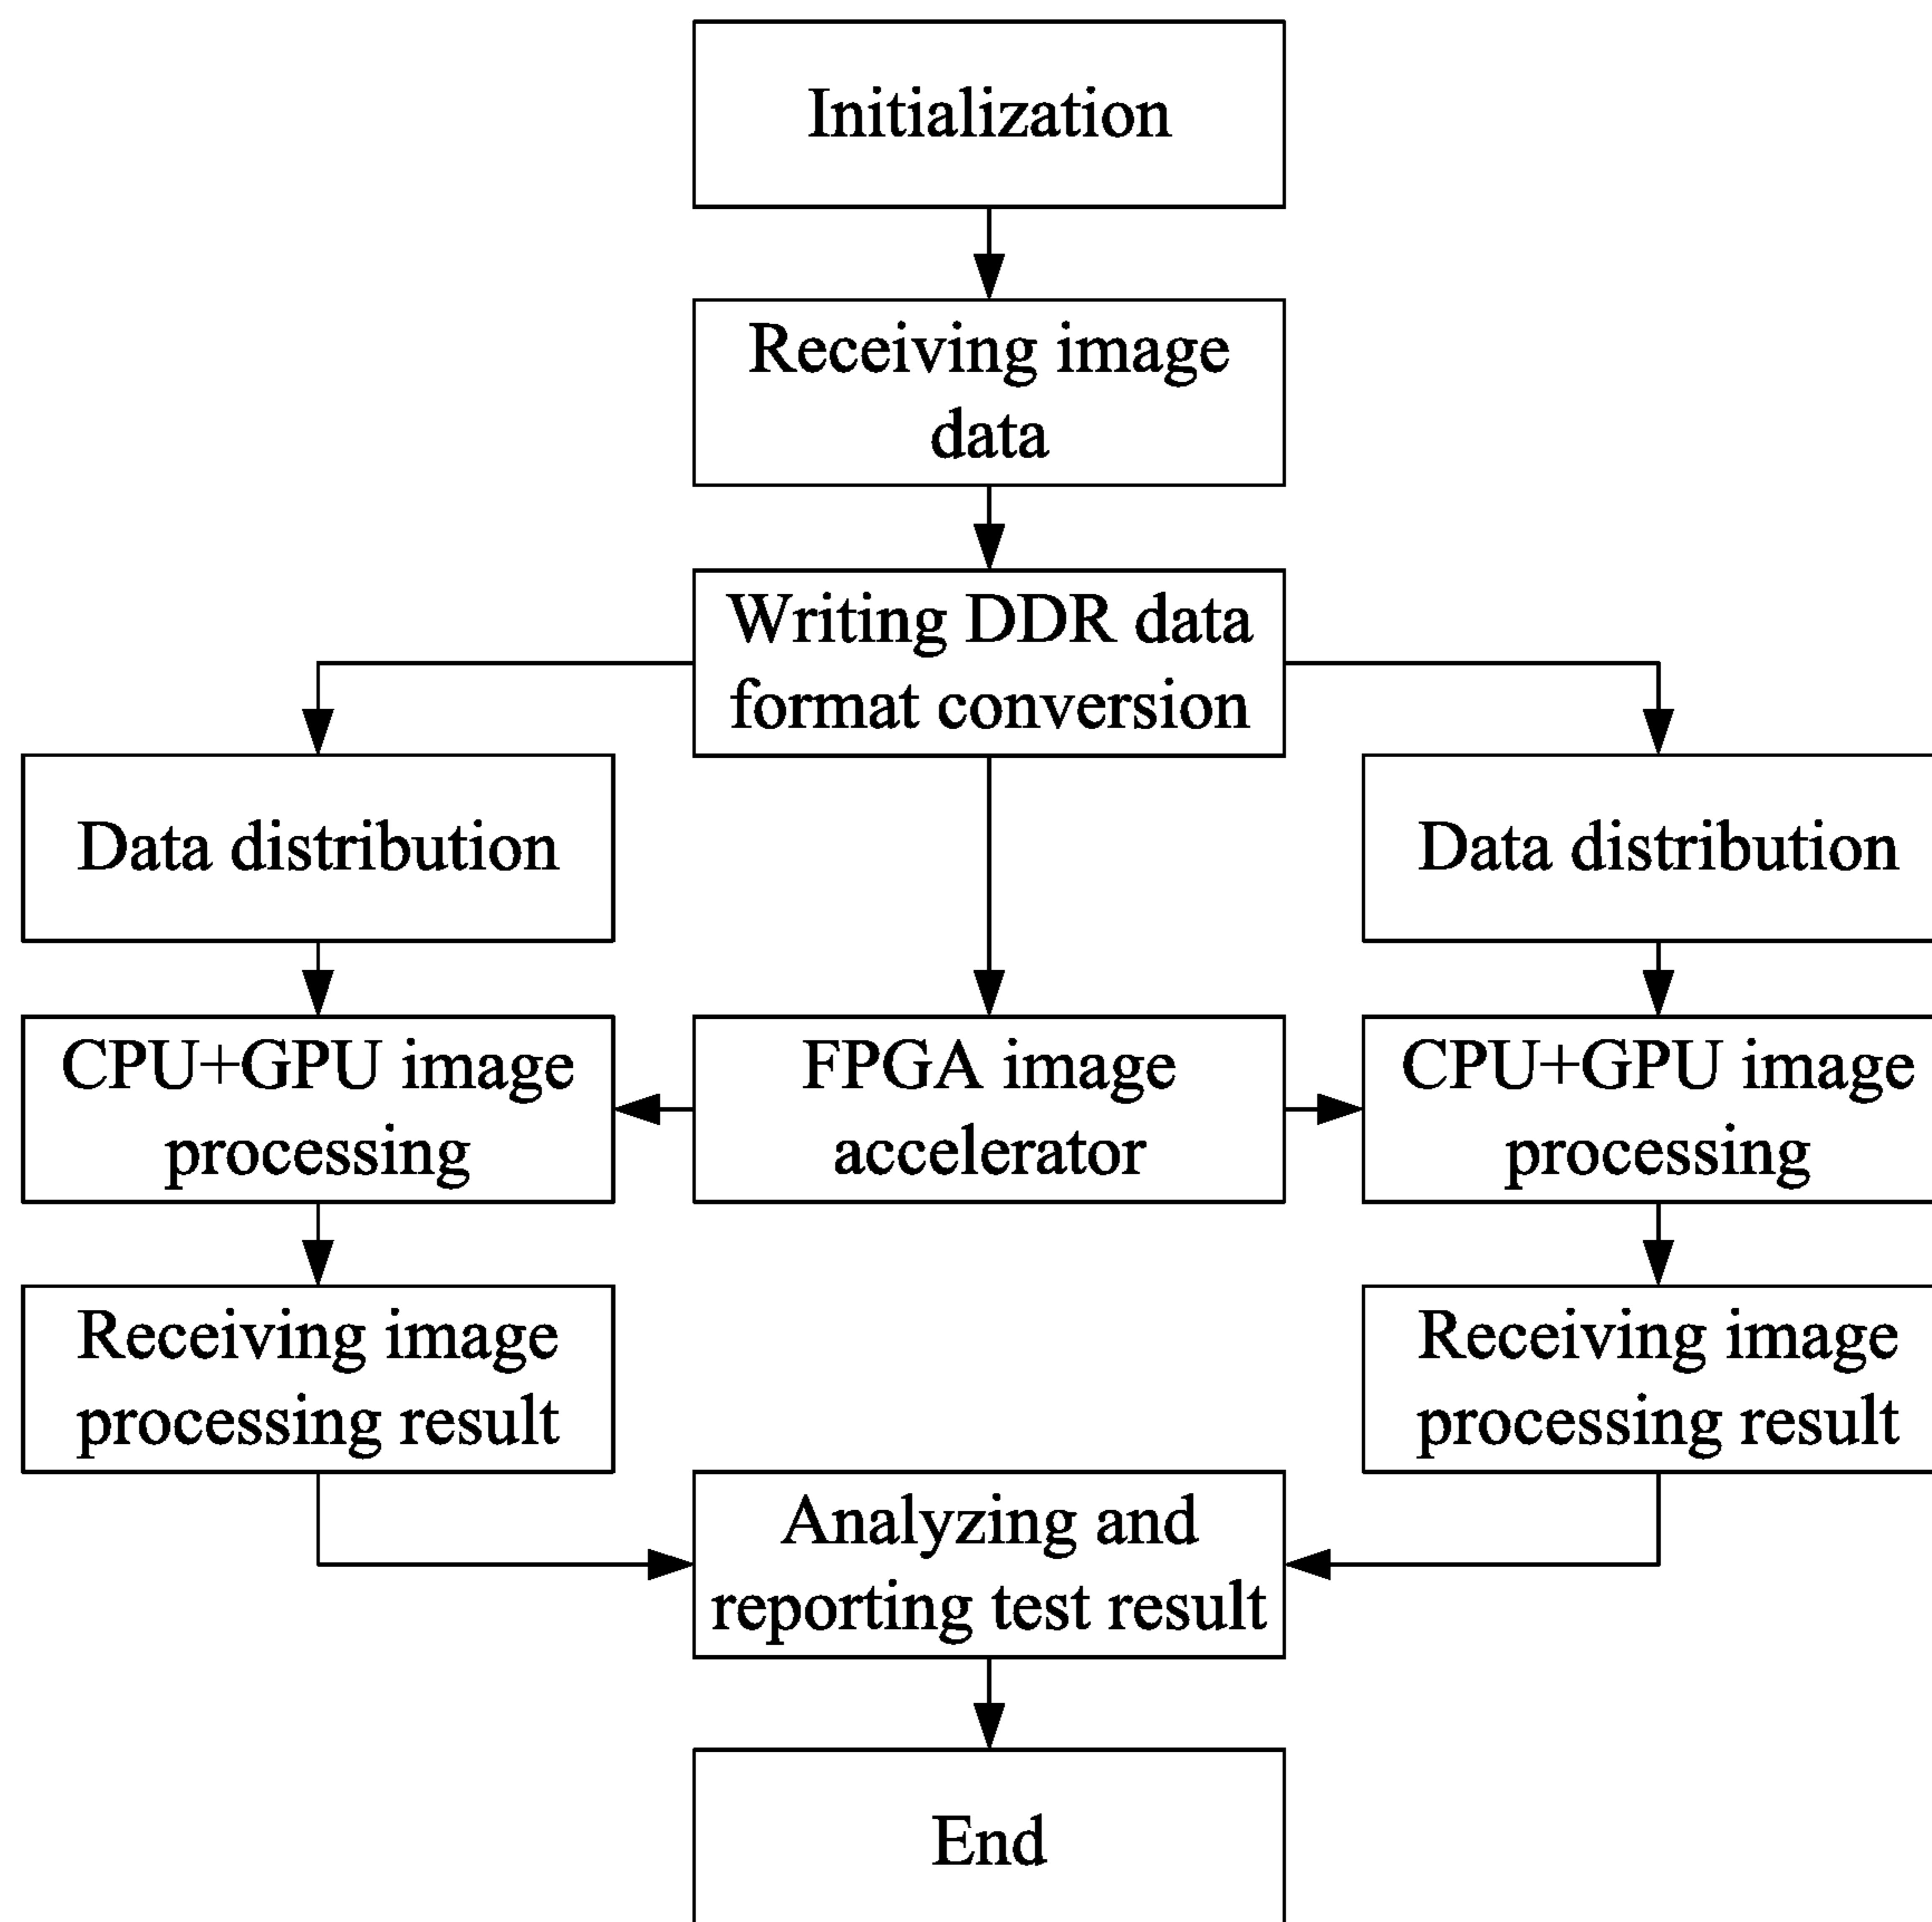 Initialization
Receiving image
data
Writing DDR data
format conversion
Data distribution
Data distribution
CPU+GPU image
processing
FPGA image
accelerator
CPU+GPU image
processing
Receiving image
processing result
Receiving image
processing result
Analyzing and
reporting test result
End